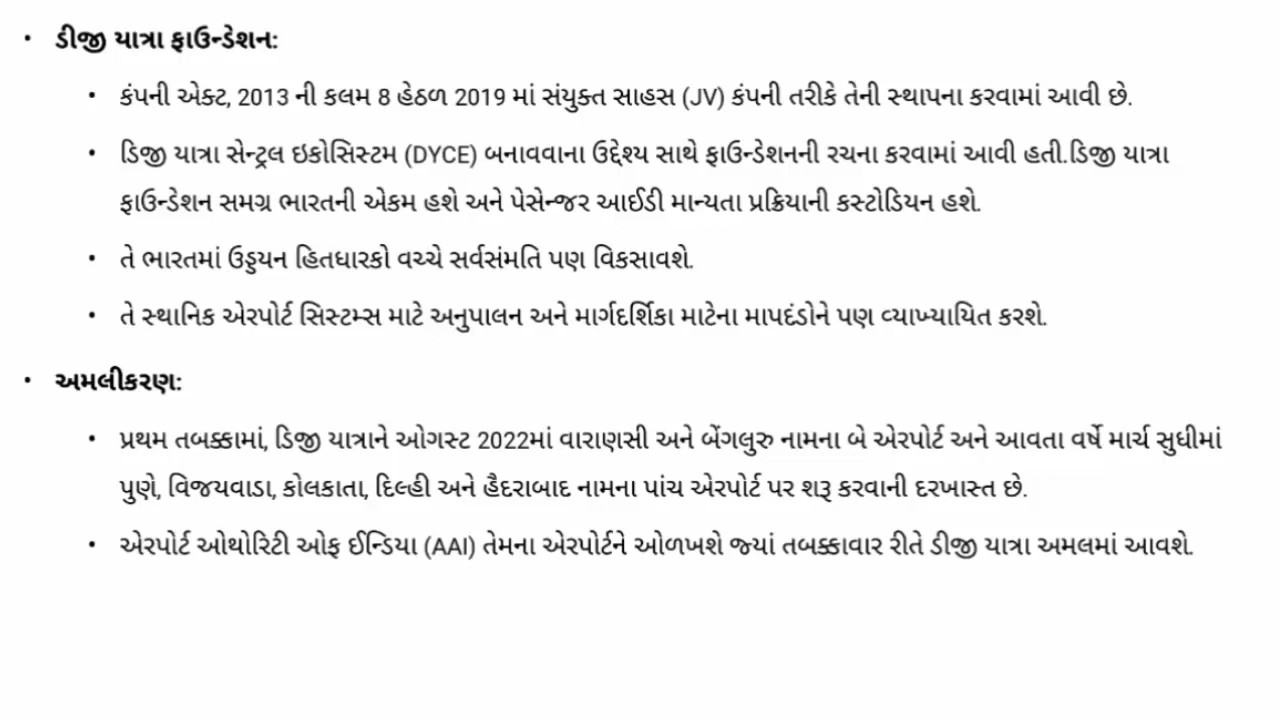 • ડીજી યાત્રા ફાઉન્ડેશન:
• કંપની એક્ટ, 2013 ની કલમ 8 હેઠળ 2019 માં સંયુક્ત સાહસ (JV) કંપની તરીકે તેની સ્થાપના કરવામાં આવી છે.
• ડિજી યાત્રા સેન્ટ્રલ ઇકોસિસ્ટમ (DYCE) બનાવવાના ઉદ્દેશ્ય સાથે ફાઉન્ડેશનની રચના કરવામાં આવી હતી.ડિજી યાત્રા
ફાઉન્ડેશન સમગ્ર ભારતની એકમ હશે અને પેસેન્જર આઈડી માન્યતા પ્રક્રિયાની કસ્ટોડિયન હશે.
• તે ભારતમાં ઉડ્ડયન હિતધારકો વચ્ચે સર્વસંમતિ પણ વિકસાવશે.
• તે સ્થાનિક એરપોર્ટ સિસ્ટમ્સ માટે અનુપાલન અને માર્ગદર્શિકા માટેના માપદંડોને પણ વ્યાખ્યાયિત કરશે.
• અમલીકરણ:
• પ્રથમ તબક્કામાં, ડિજી યાત્રાને ઓગસ્ટ 2022માં વારાણસી અને બેંગલુરુ નામના બે એરપોર્ટ અને આવતા વર્ષે માર્ચ સુધીમાં
પુણે, વિજયવાડા, કોલકાતા, દિલ્હી અને હૈદરાબાદ નામના પાંચ એરપોર્ટ પર શરૂ કરવાની દરખાસ્ત છે.
• એરપોર્ટ ઓથોરિટી ઓફ ઈન્ડિયા (AAI) તેમના એરપોર્ટને ઓળખશે જ્યાં તબક્કાવાર રીતે ડીજી યાત્રા અમલમાં આવશે.